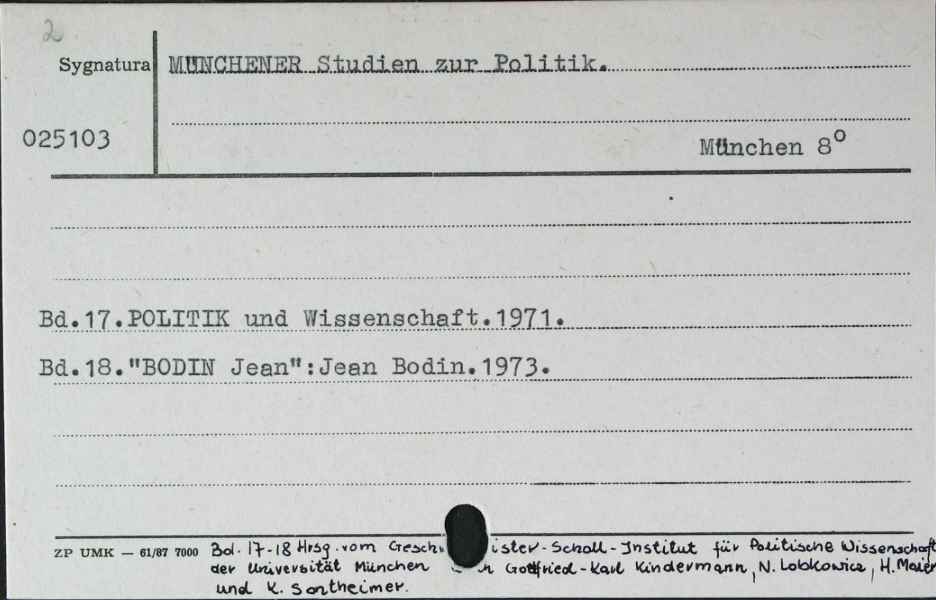 2
Sygnatura MÜNCHENER Studien zur Politik.
025103
München 8°
Bd.17.POLITIK und Wissenschaft.1971.
Bd.18."BODIN Jean":Jean Bodin.1973.
ZP UMK — 61/87 7000 Bd. 17-18 Hrsg. vom ister-Scholl-Institut für Politische Wissenschaft
der Universität München Gottfried-Karl Kindermann, N. Lobkowicz, H. Maier
und K. Sontheimer.